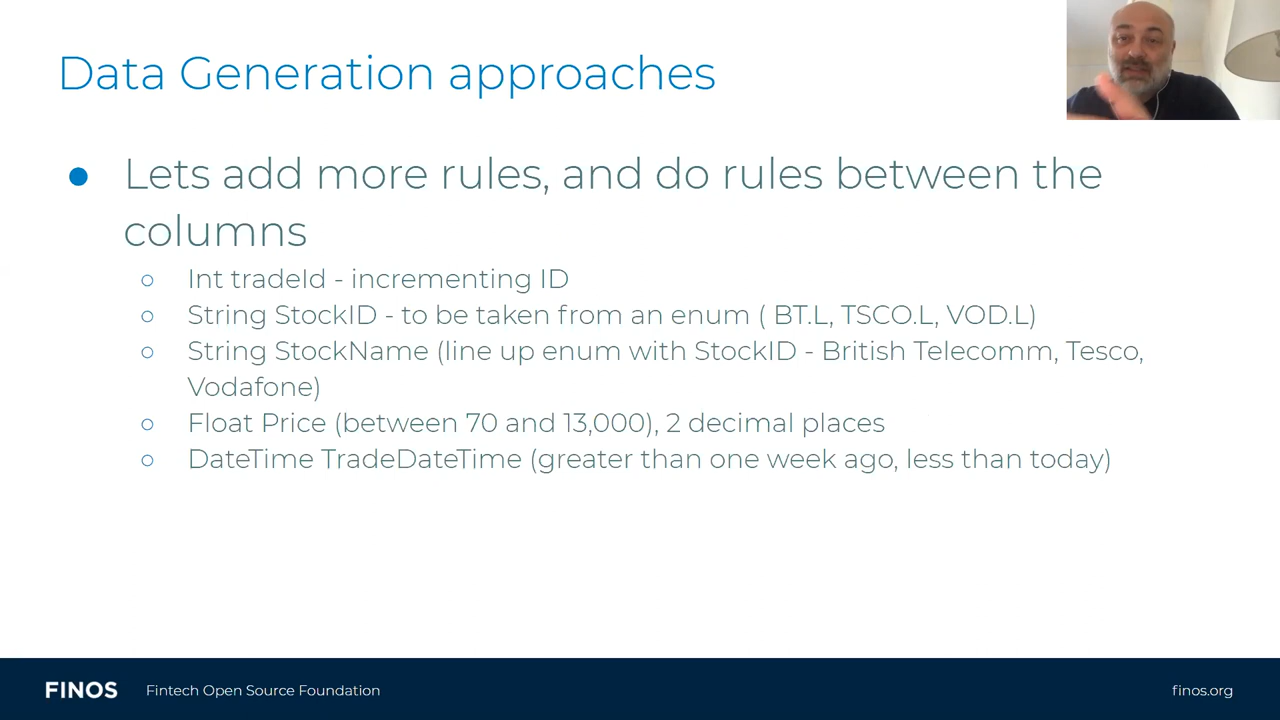 Data Generation approaches
Lets add more rules, and do rules between the
columns
Int tradeId - incrementing ID
String StockID - to be taken from an enum ( BT.L, TSCO.L, VOD.L)
String StockName (line up enum with StockID - British Telecomm, Tesco,
Vodafone)
Float Price (between 70 and 13,000), 2 decimal places
DateTime TradeDateTime (greater than one week ago, less than today)
FINOS Fintech Open Source Foundation finos.org